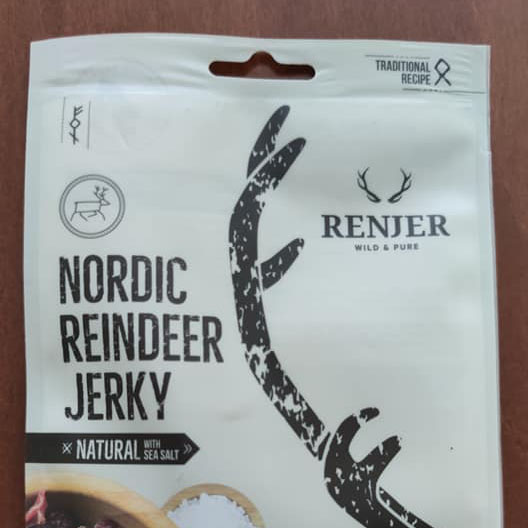 TRADITIONAL
RECIPE
RENJER
WILD & PURE
NORDIC
REINDEER
JERKY
NATURAL WITH SEA SALT